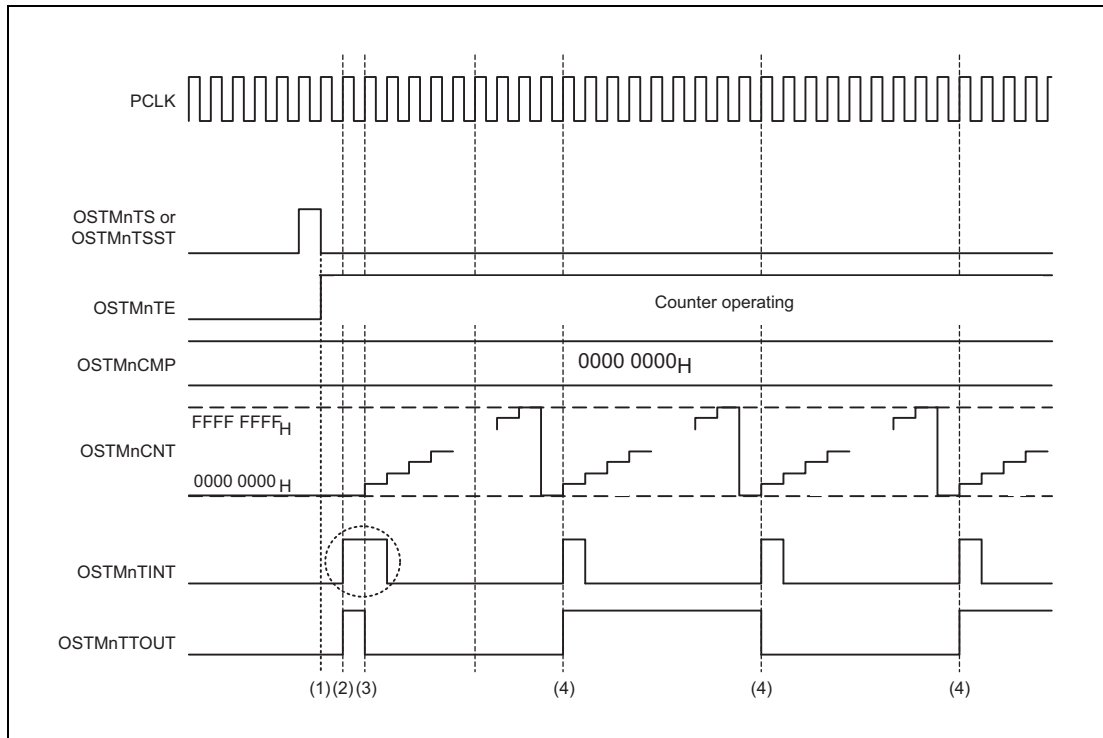 PCLK
OSTMnTS or
OSTMnTSST
OSTMnTE
Counter operating
OSTMnCMP
0000 0000H
FFFF FFFFH
OSTMnCNT
0000 0000H
OSTMnTINT
OSTMnTTOUT
(1) (2) (3) (4) (4) (4)